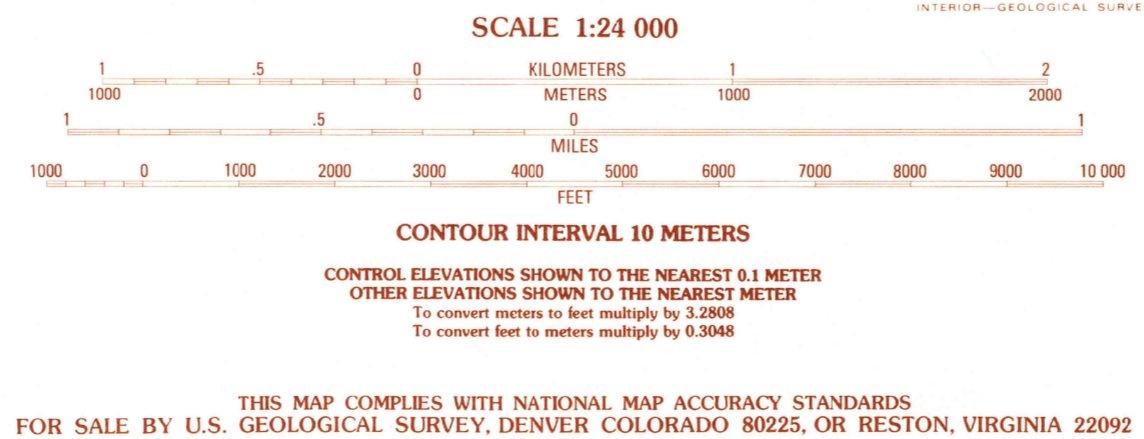 INTERIOR—GEOLOGICAL SURVE
SCALE 1:24 000
1 .5 0 KILOMETERS 1 2
1000 0 METERS 1000 2000
1 .5 0 1
MILES
1000 0 1000 2000 3000 4000 5000 6000 7000 8000 9000 10 000
FEET
CONTOUR INTERVAL 10 METERS
CONTROL ELEVATIONS SHOWN TO THE NEAREST 0.1 METER
OTHER ELEVATIONS SHOWN TO THE NEAREST METER
To convert meters to feet multiply by 3.2808
To convert feet to meters multiply by 0.3048
THIS MAP COMPLIES WITH NATIONAL MAP ACCURACY STANDARDS
FOR SALE BY U.S. GEOLOGICAL SURVEY, DENVER COLORADO 80225, OR RESTON, VIRGINIA 22092